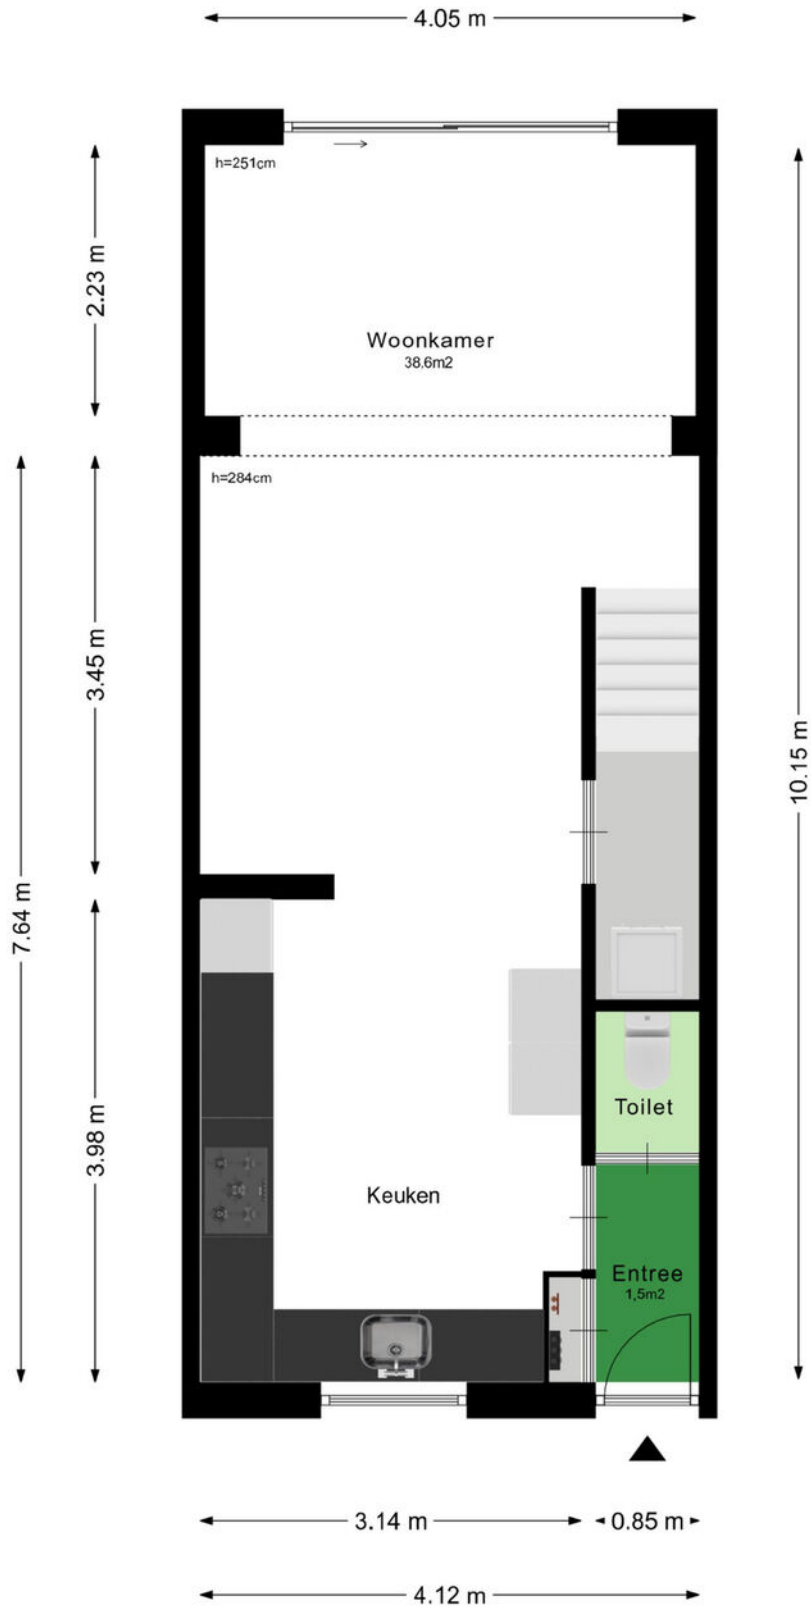 4.05 m
h=251cm
2.23 m
Woonkamer
38,6m2
h=284cm
3.45 m
10.15 m
7.64 m
3.98 m
Toilet
Keuken
Entree
1,5m2
3.14 m
0.85 m
4.12 m